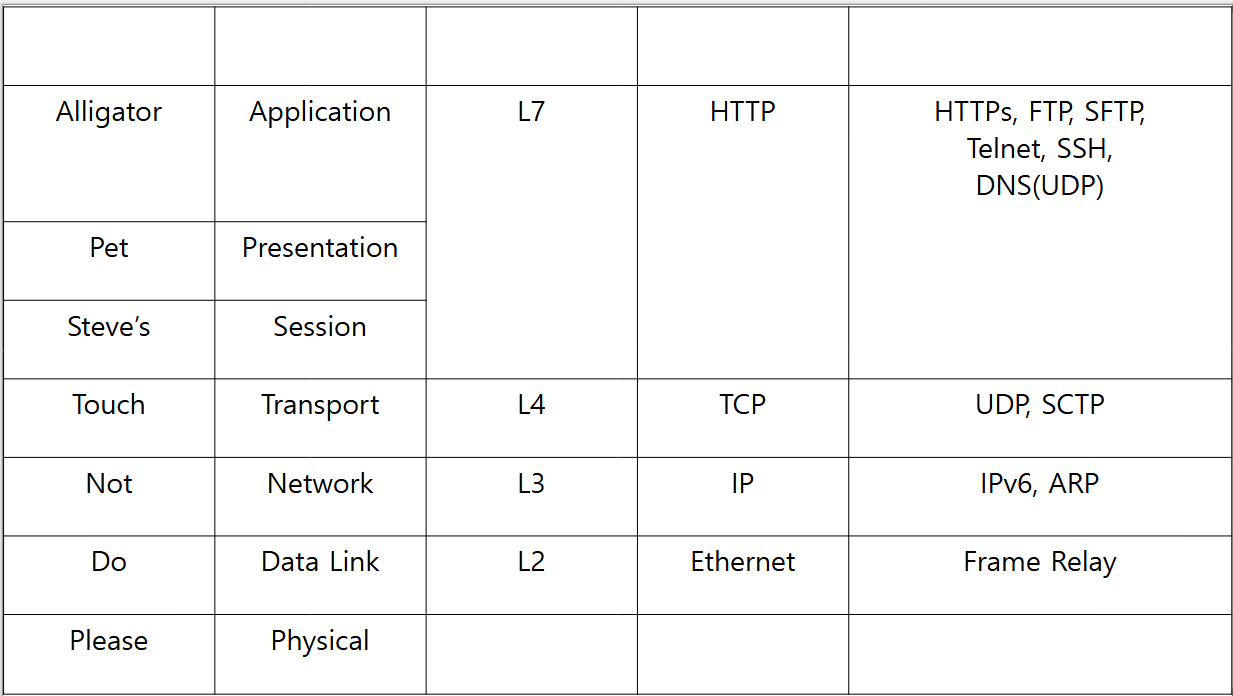 Alligator Application L7 HTTP HTTPs, FTP, SFTP,
Telnet, SSH,
DNS(UDP)
Pet Presentation
Steve’s Session
Touch Transport L4 TCP UDP, SCTP
Not Network L3 IP IPv6, ARP
Do Data Link L2 Ethernet Frame Relay
Please Physical